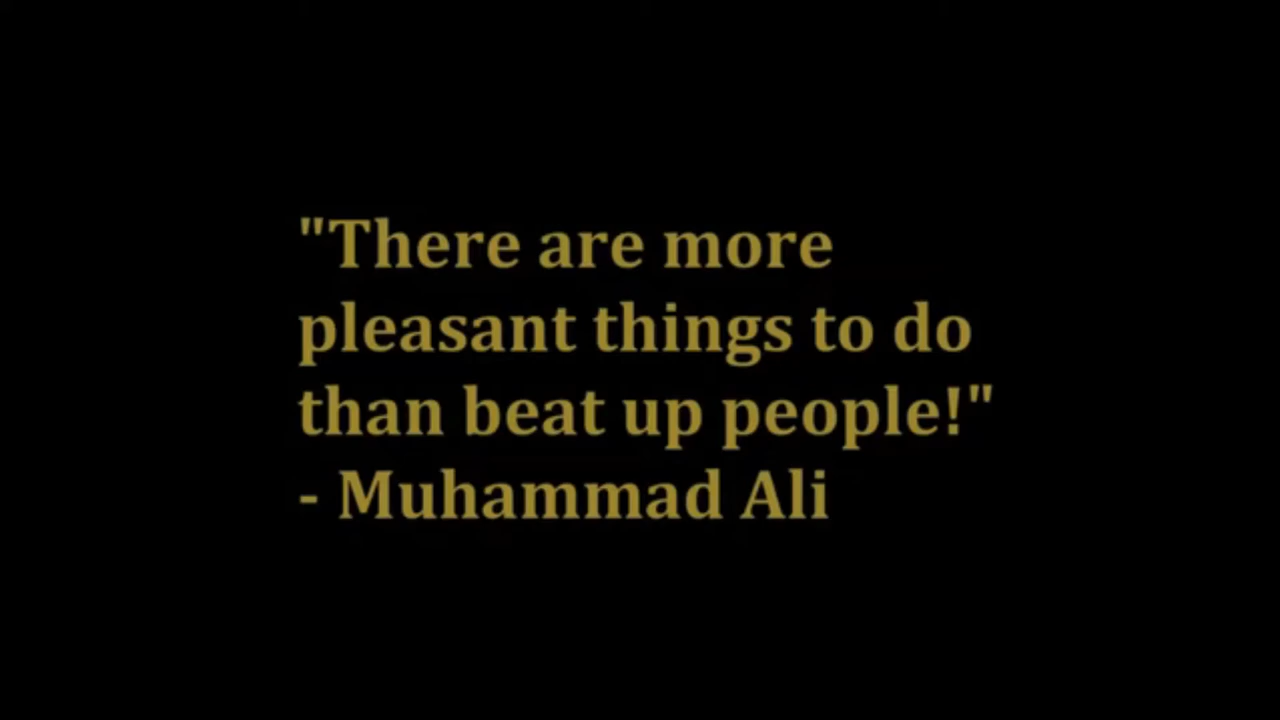 "There are more
pleasant things to do
than beat up people!"
- Muhammad Ali